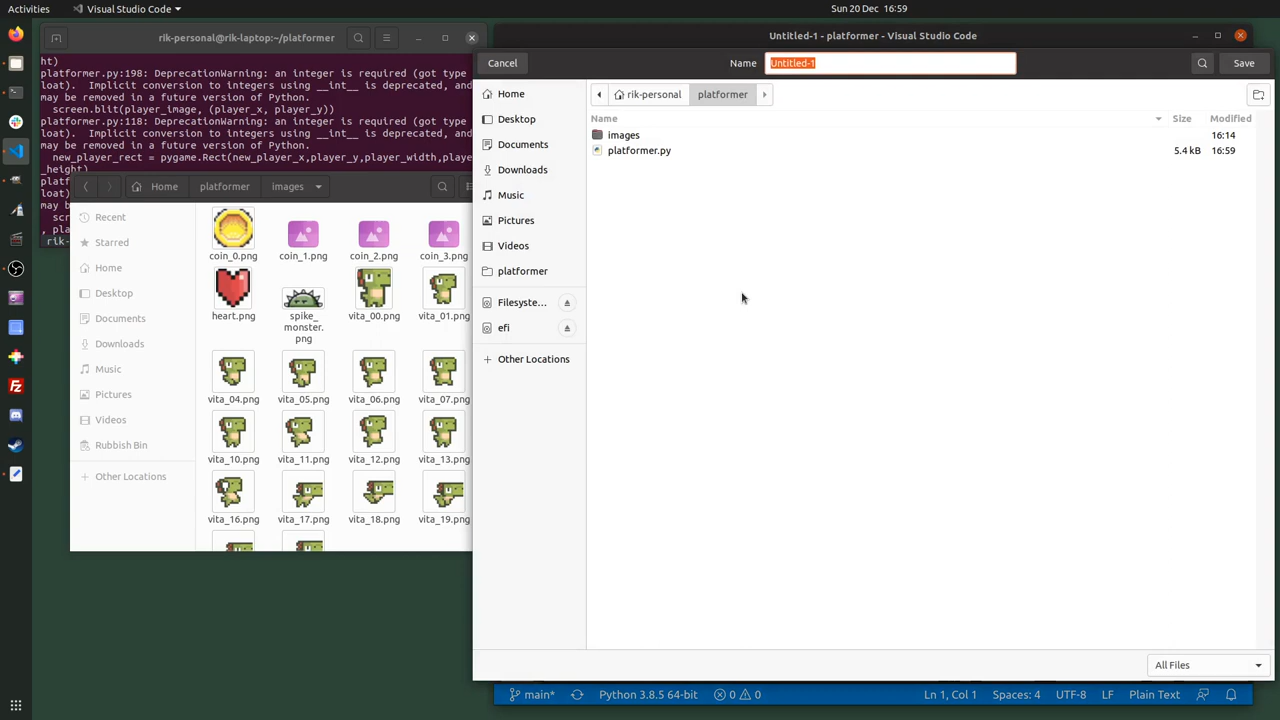 Activities
Visual Studio Code
Sun 20 Dec 16:59
rik-personal@rik-laptop:~/platformer
ht)
platformer.py:198: DeprecationWarning: an integer is required (got type
loat). Implicit conversion to integers using __int__ is deprecated, and
may be removed in a future version of Python.
screen.blit(player_image, (player_x, player_y))
platformer.py:118: DeprecationWarning: an integer is required (got type
loat). Implicit conversion to integers using __int__ is deprecated, and
may be removed in a future version of Python.
new_player_rect = pygame.Rect(new_player_x,player_y,player_width,playe
_height)
platf
loat)
may b
scr
, pla
rik-
Home
platformer
images
Recent
Starred
Home
Desktop
Documents
Downloads
Music
Pictures
Videos
Rubbish Bin
Other Locations
coin_0.png
coin_1.png
coin_2.png
coin_3.png
heart.png
spike_
monster.
png
vita_00.png
vita_01.png
vita_04.png
vita_05.png
vita_06.png
vita_07.png
vita_10.png
vita_11.png
vita_12.png
vita_13.png
vita_16.png
vita_17.png
vita_18.png
vita_19.png
Untitled-1 - platformer - Visual Studio Code
Cancel
Name
Untitled-1
Save
Home
Desktop
Documents
Downloads
Music
Pictures
Videos
platformer
Filesyste...
efi
Other Locations
rik-personal
platformer
Name
Size
Modified
images
16:14
platformer.py
5.4 kB
16:59
All Files
main*
Python 3.8.5 64-bit
0
0
Ln 1, Col 1
Spaces: 4
UTF-8
LF
Plain Text